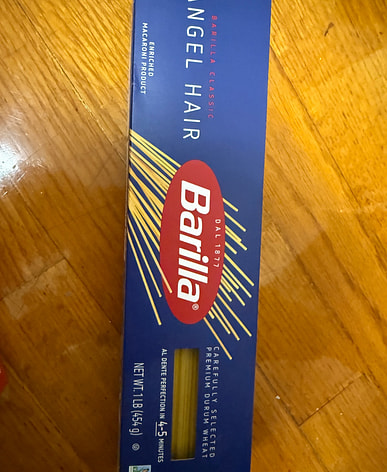 BARILLA CLASSIC
ANGEL HAIR
ENRICHED
MACARONI PRODUCT
DAL 1877
Barilla®
CAREFULLY SELECTED
PREMIUM DURUM WHEAT
AL DENTE PERFECTION IN 4-5 MINUTES
NET WT. 1 LB (454 g)